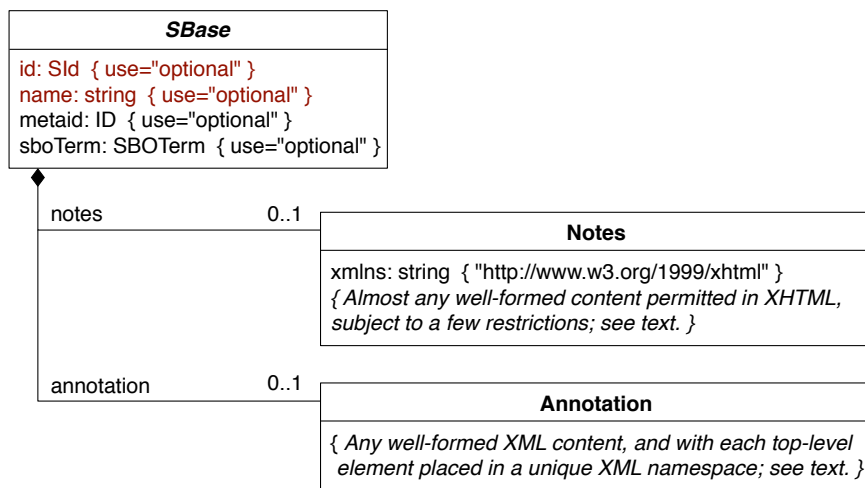 SBase
id: SId { use="optional" }
name: string { use="optional" }
metaid: ID { use="optional" }
sboTerm: SBOTerm { use="optional" }
notes 0..1
Notes
xmlns: string { "http://www.w3.org/1999/xhtml" }
{ Almost any well-formed content permitted in XHTML,
subject to a few restrictions; see text. }
annotation 0..1
Annotation
{ Any well-formed XML content, and with each top-level
element placed in a unique XML namespace; see text. }